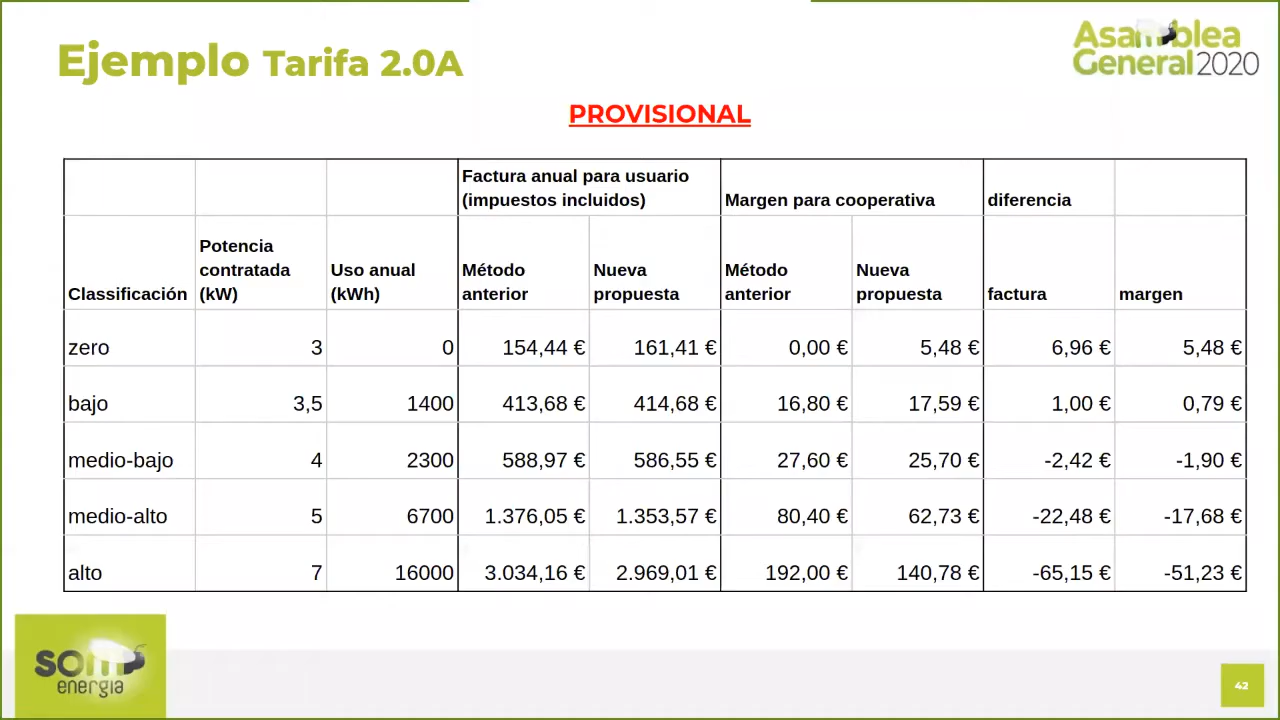 Ejemplo Tarifa 2.0A
Asamblea
General 2020
PROVISIONAL
Factura anual para usuario
(impuestos incluidos) Margen para cooperativa diferencia
Classificación Potencia contratada (kW) Uso anual (kWh) Método anterior Nueva propuesta Método anterior Nueva propuesta factura margen
zero 3 0 154,44 € 161,41 € 0,00 € 5,48 € 6,96 € 5,48 €
bajo 3,5 1400 413,68 € 414,68 € 16,80 € 17,59 € 1,00 € 0,79 €
medio-bajo 4 2300 588,97 € 586,55 € 27,60 € 25,70 € -2,42 € -1,90 €
medio-alto 5 6700 1.376,05 € 1.353,57 € 80,40 € 62,73 € -22,48 € -17,68 €
alto 7 16000 3.034,16 € 2.969,01 € 192,00 € 140,78 € -65,15 € -51,23 €
som
energia
42